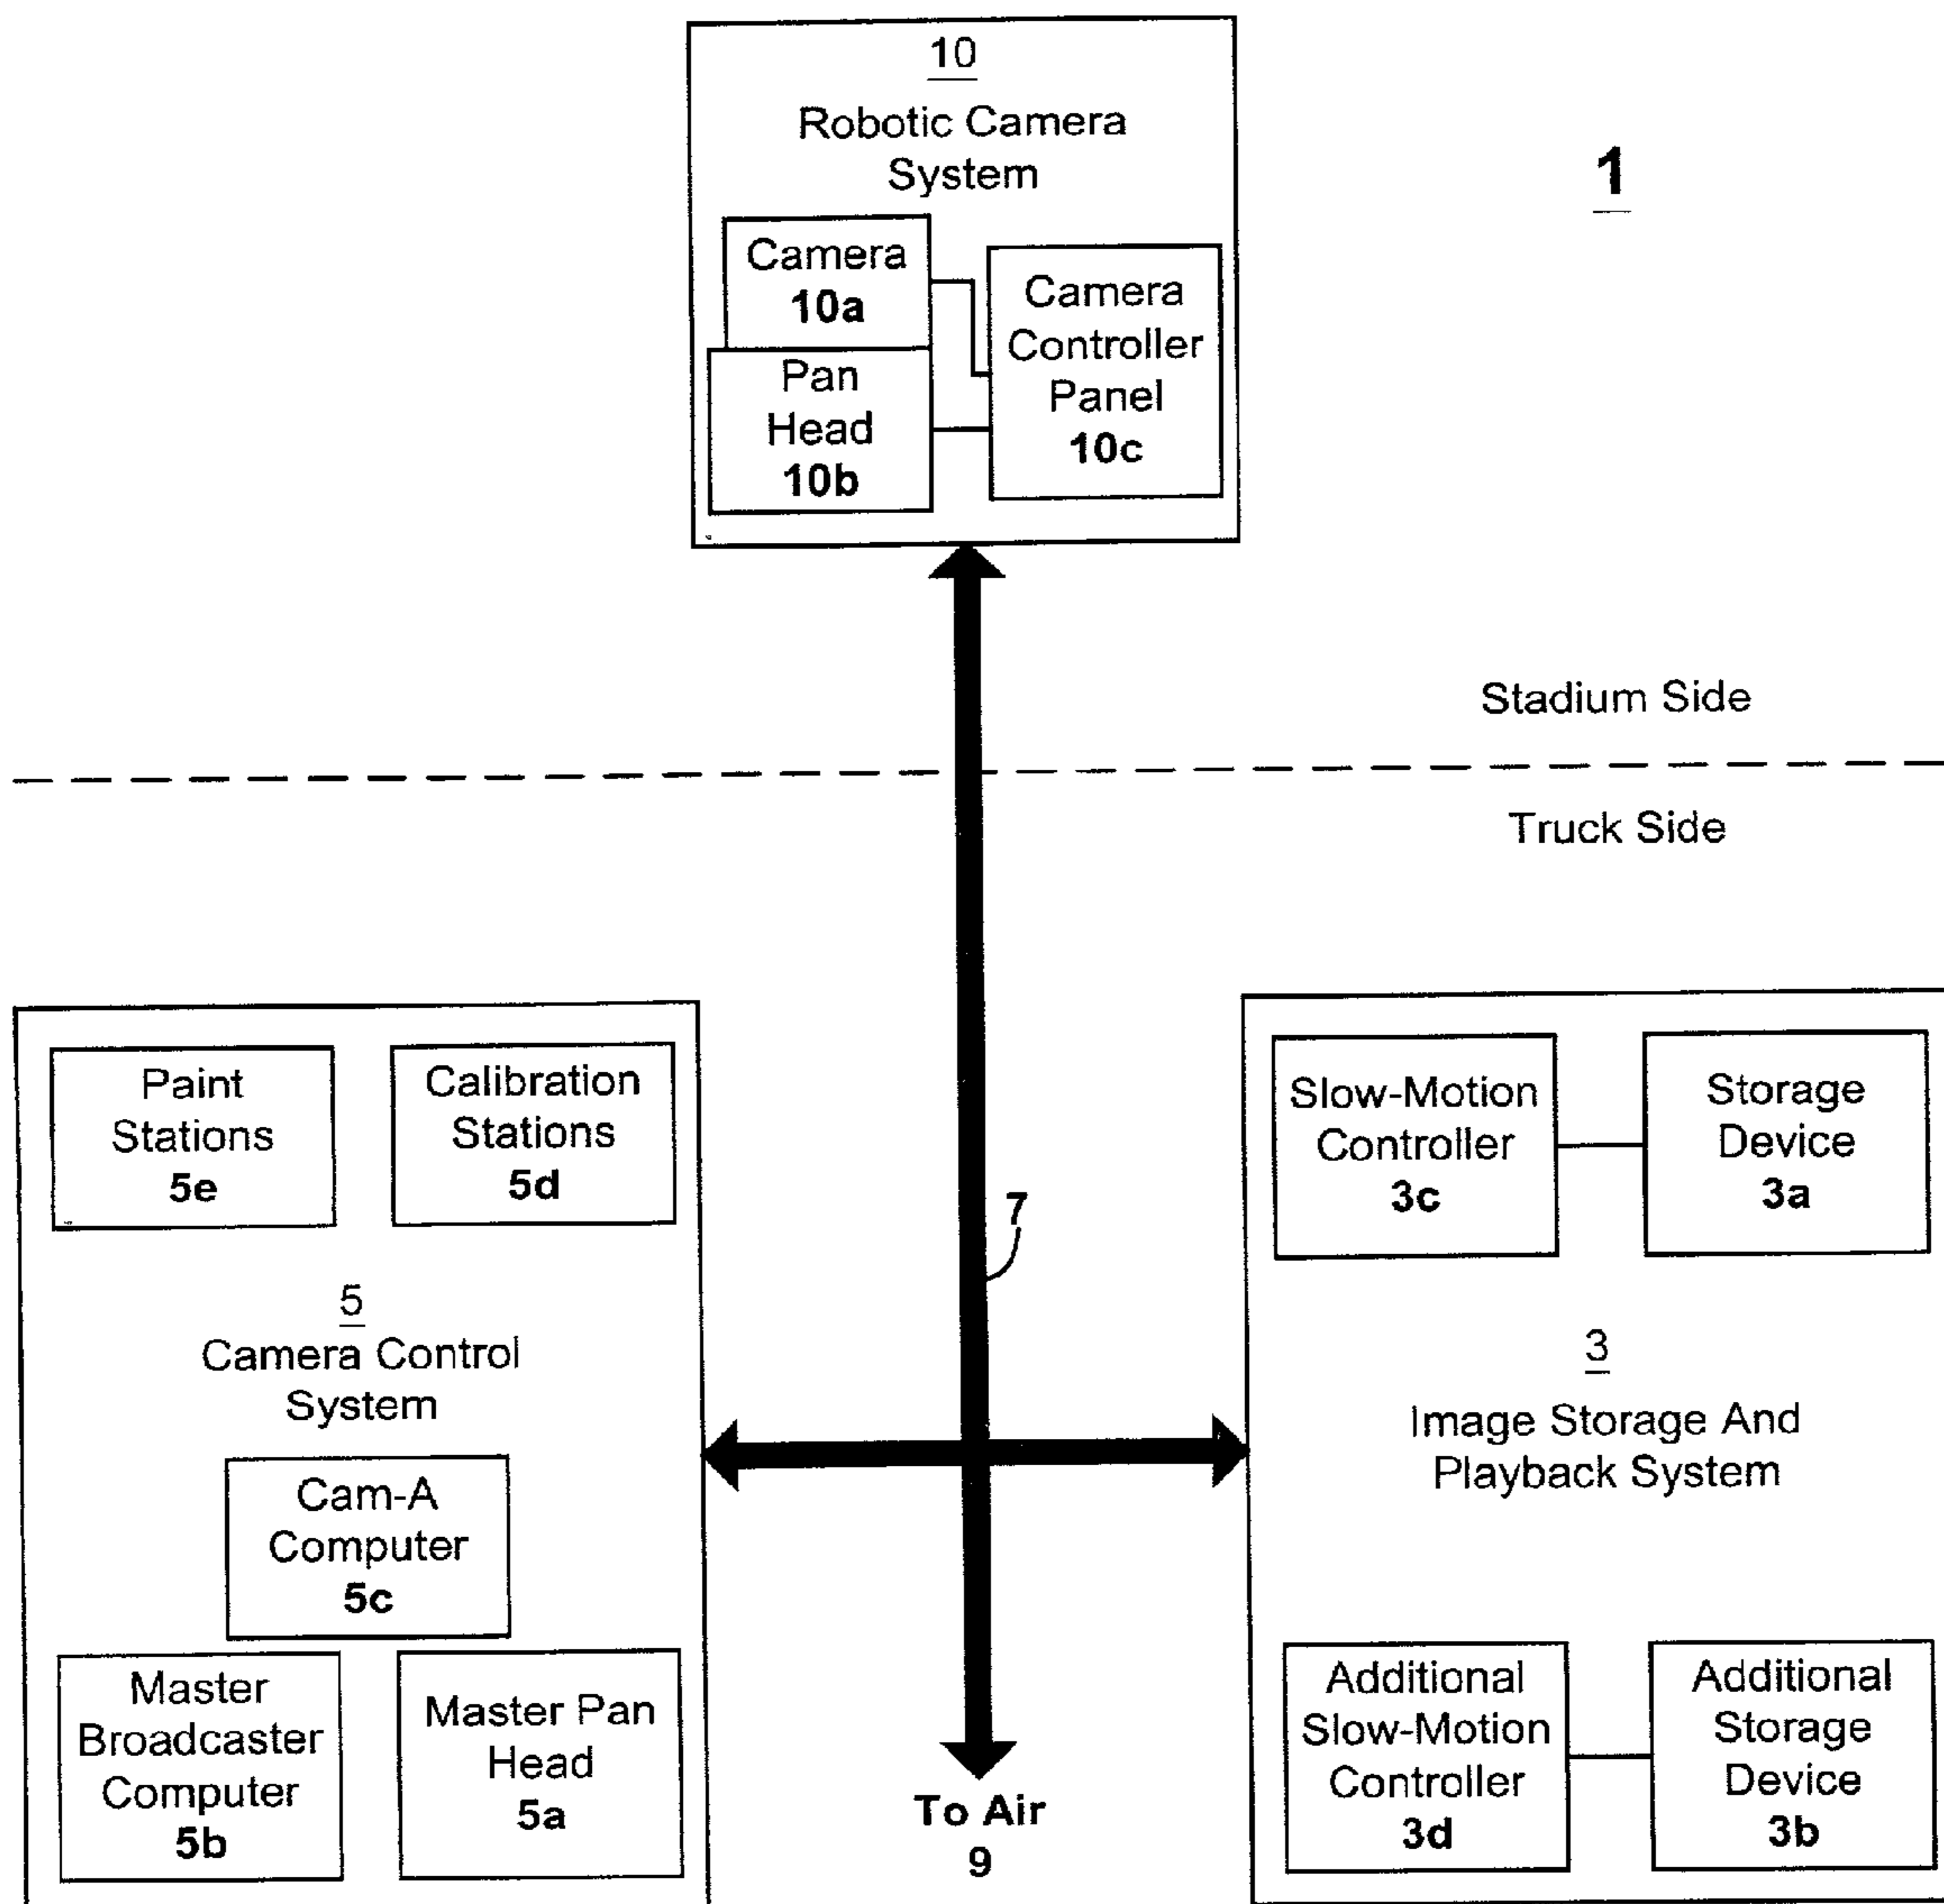 10
Robotic Camera
System
1
Camera
10a
Pan
Head
10b
Camera
Controller
Panel
10c
Stadium Side
Truck Side
Paint
Stations
5e
Calibration
Stations
5d
5
Camera Control
System
Cam-A
Computer
5c
Master
Broadcaster
Computer
5b
Master Pan
Head
5a
7
To Air
9
Slow-Motion
Controller
3c
Storage
Device
3a
3
Image Storage And
Playback System
Additional
Slow-Motion
Controller
3d
Additional
Storage
Device
3b